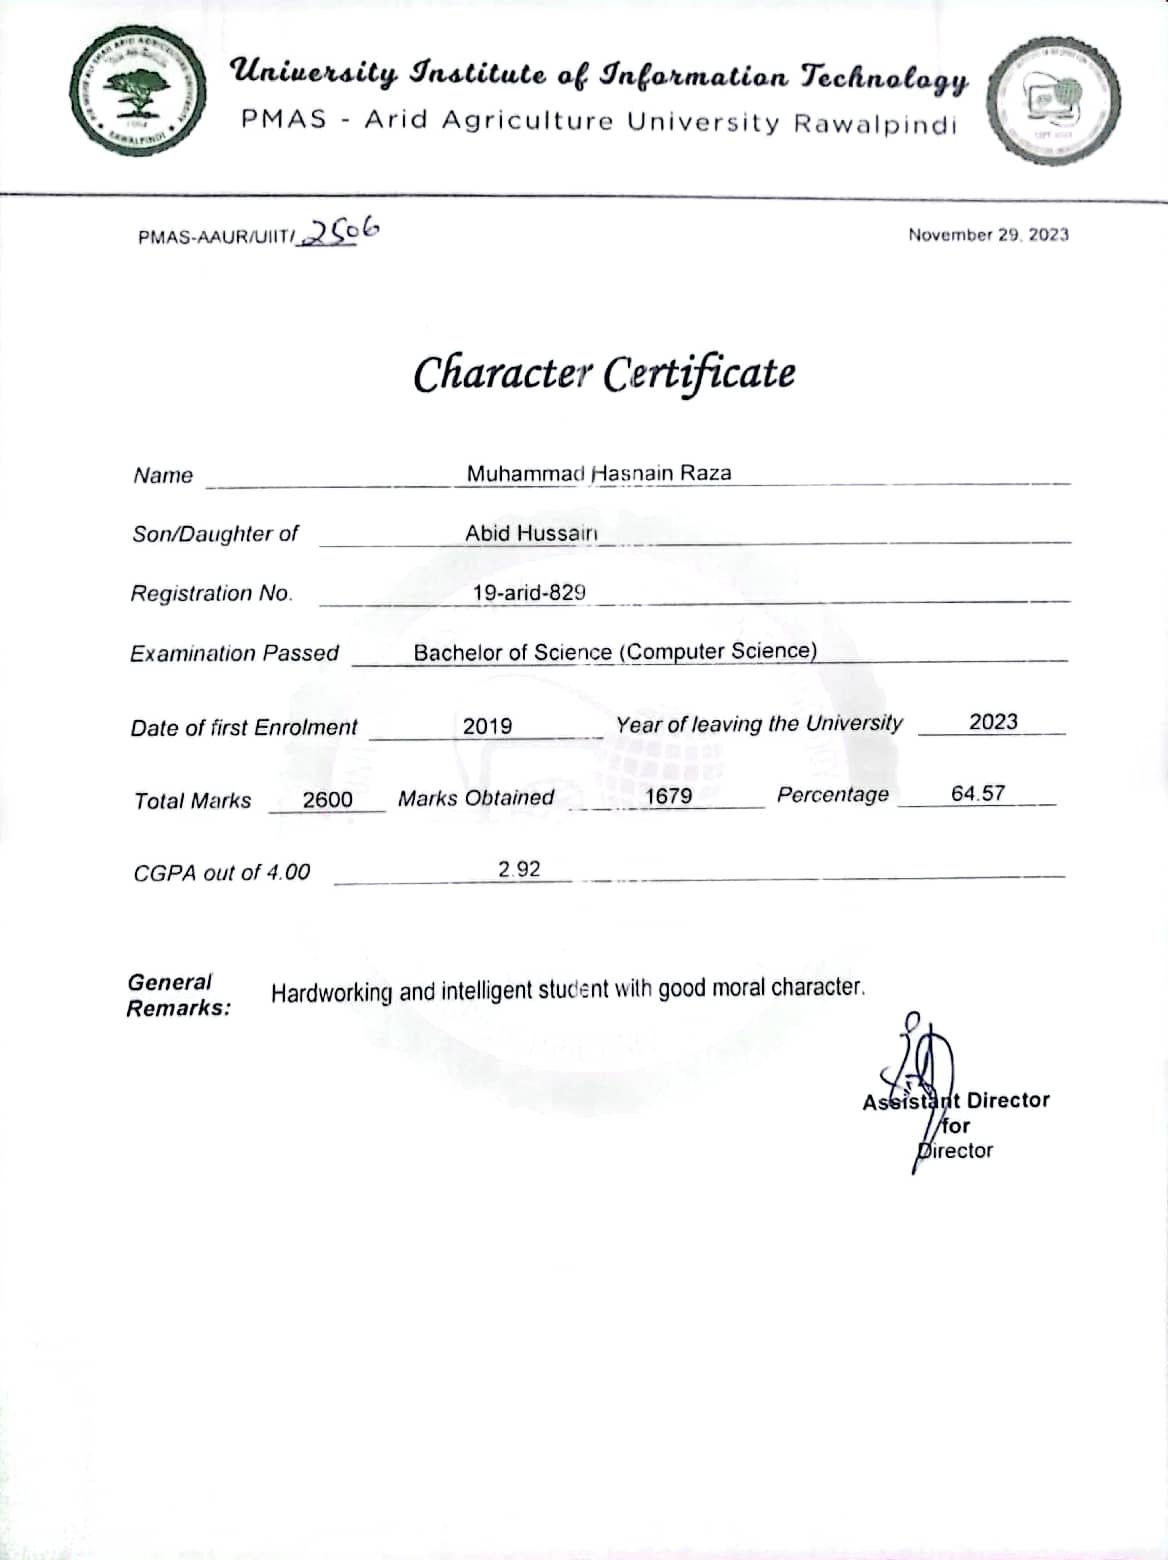 University Institute of Information Technology
PMAS - Arid Agriculture University Rawalpindi
PMAS-AAUR/UIIT/ 2506
November 29, 2023
Character Certificate
Name Muhammad Hasnain Raza
Son/Daughter of Abid Hussain
Registration No. 19-arid-829
Examination Passed Bachelor of Science (Computer Science)
Date of first Enrolment 2019 Year of leaving the University 2023
Total Marks 2600 Marks Obtained 1679 Percentage 64.57
CGPA out of 4.00 2.92
General
Remarks: Hardworking and intelligent student with good moral character.
Assistant Director
for
Director